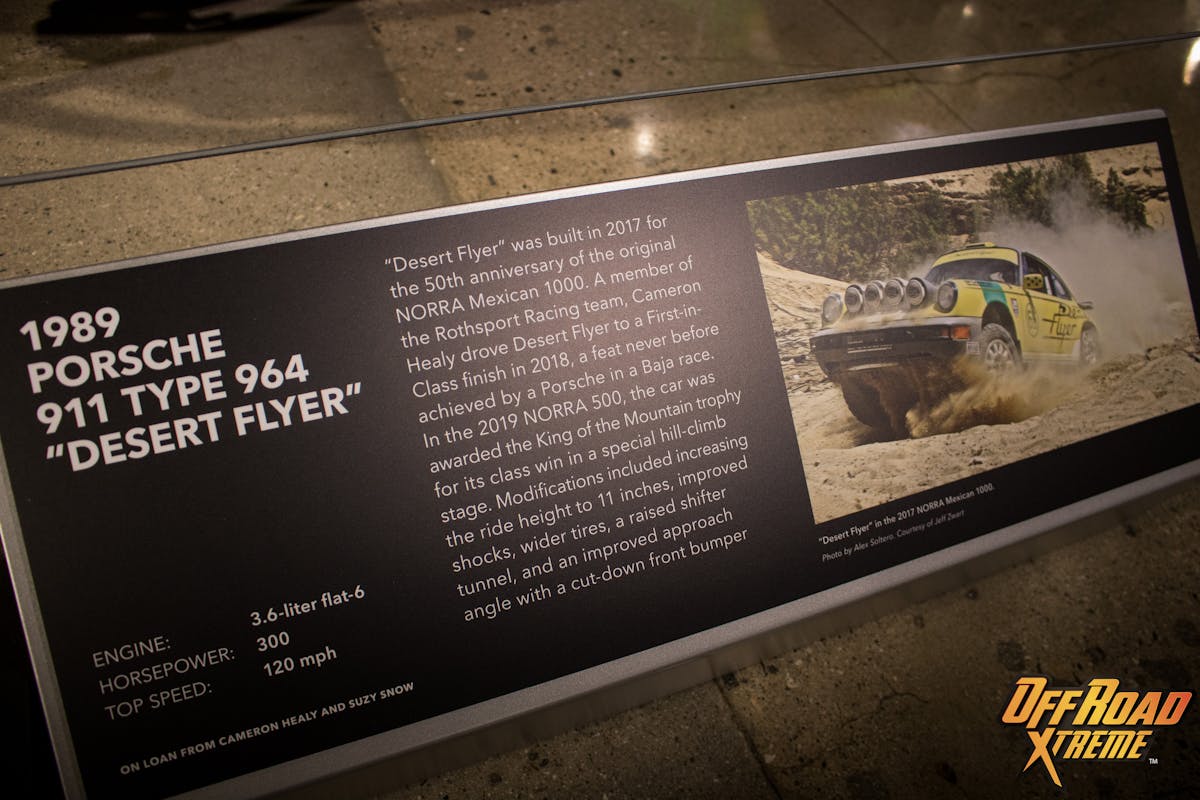 1989
PORSCHE
911 TYPE 964
“DESERT FLYER”
ENGINE: 3.6-liter flat-6
HORSEPOWER: 300
TOP SPEED: 120 mph
ON LOAN FROM CAMERON HEALY AND SUZY SNOW
“Desert Flyer” was built in 2017 for
the 50th anniversary of the original
NORRA Mexican 1000. A member of
the Rothsport Racing team, Cameron
Healy drove Desert Flyer to a First-in-
Class finish in 2018, a feat never before
achieved by a Porsche in a Baja race.
In the 2019 NORRA 500, the car was
awarded the King of the Mountain trophy
for its class win in a special hill-climb
stage. Modifications included increasing
the ride height to 11 inches, improved
shocks, wider tires, a raised shifter
tunnel, and an improved approach
angle with a cut-down front bumper
Flyer
“Desert Flyer” in the 2017 NORRA Mexican 1000.
Photo by Alex Soltero. Courtesy of Jeff Zwart
OFFROAD
XTREME
TM